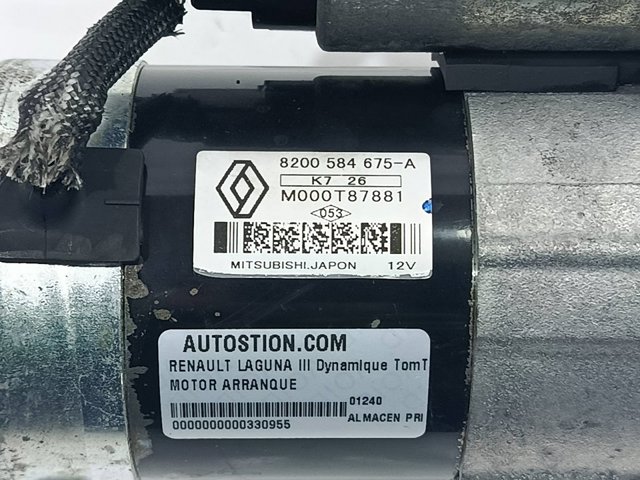 8200 584 675-A
K7 26
M000T87881
053
MITSUBISHI.JAPON 12V
AUTOSTION.COM
RENAULT LAGUNA III Dynamique TomT
MOTOR ARRANQUE
01240
0000000000330955 ALMACEN PRI